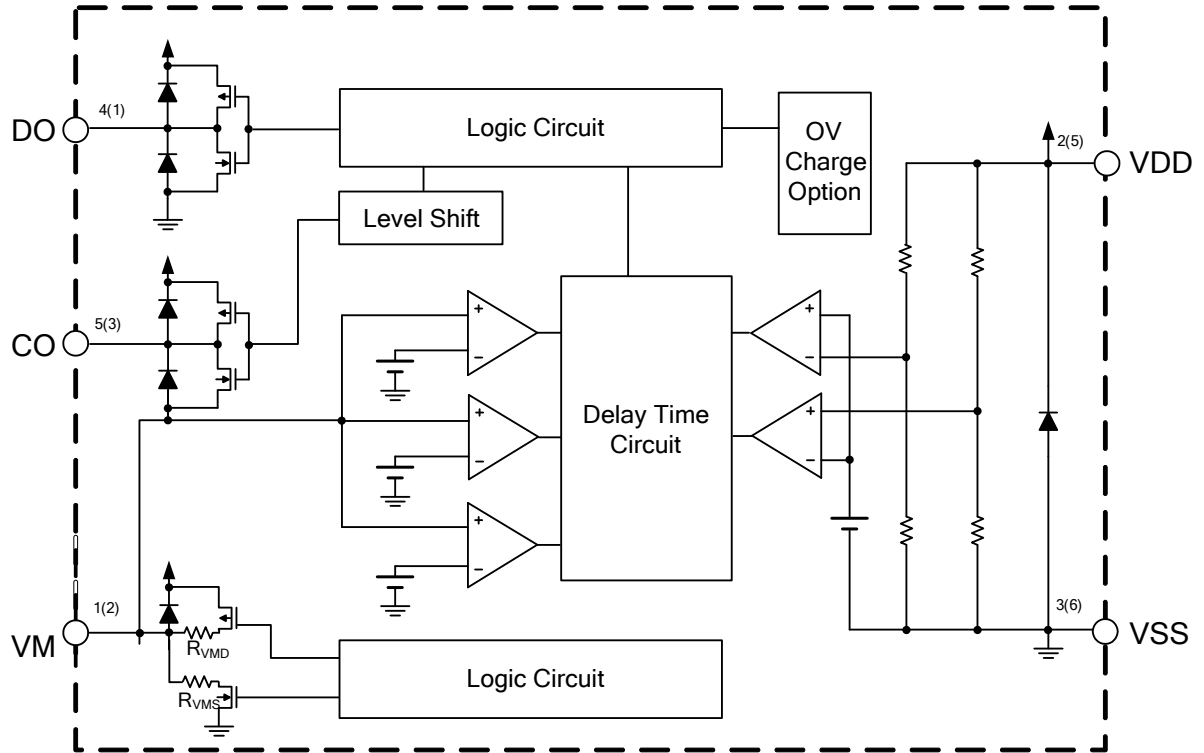 4(1)
DO
Logic Circuit
OV
Charge
Option
2(5)
VDD
Level Shift
5(3)
CO
+
−
+
−
+
−
Delay Time
Circuit
+
−
+
−
1(2)
VM
RVMD
RVMS
Logic Circuit
3(6)
VSS